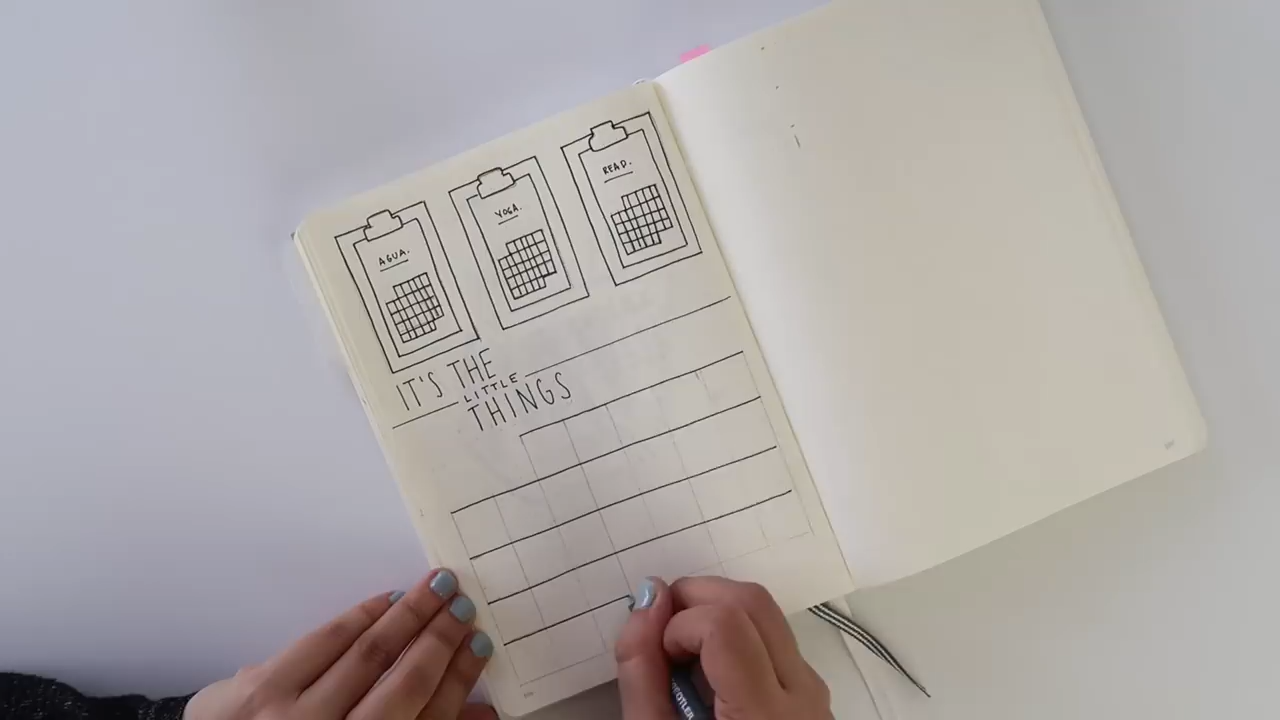 AGUA.
YOGA.
READ.
IT'S THE
LITTLE
THINGS